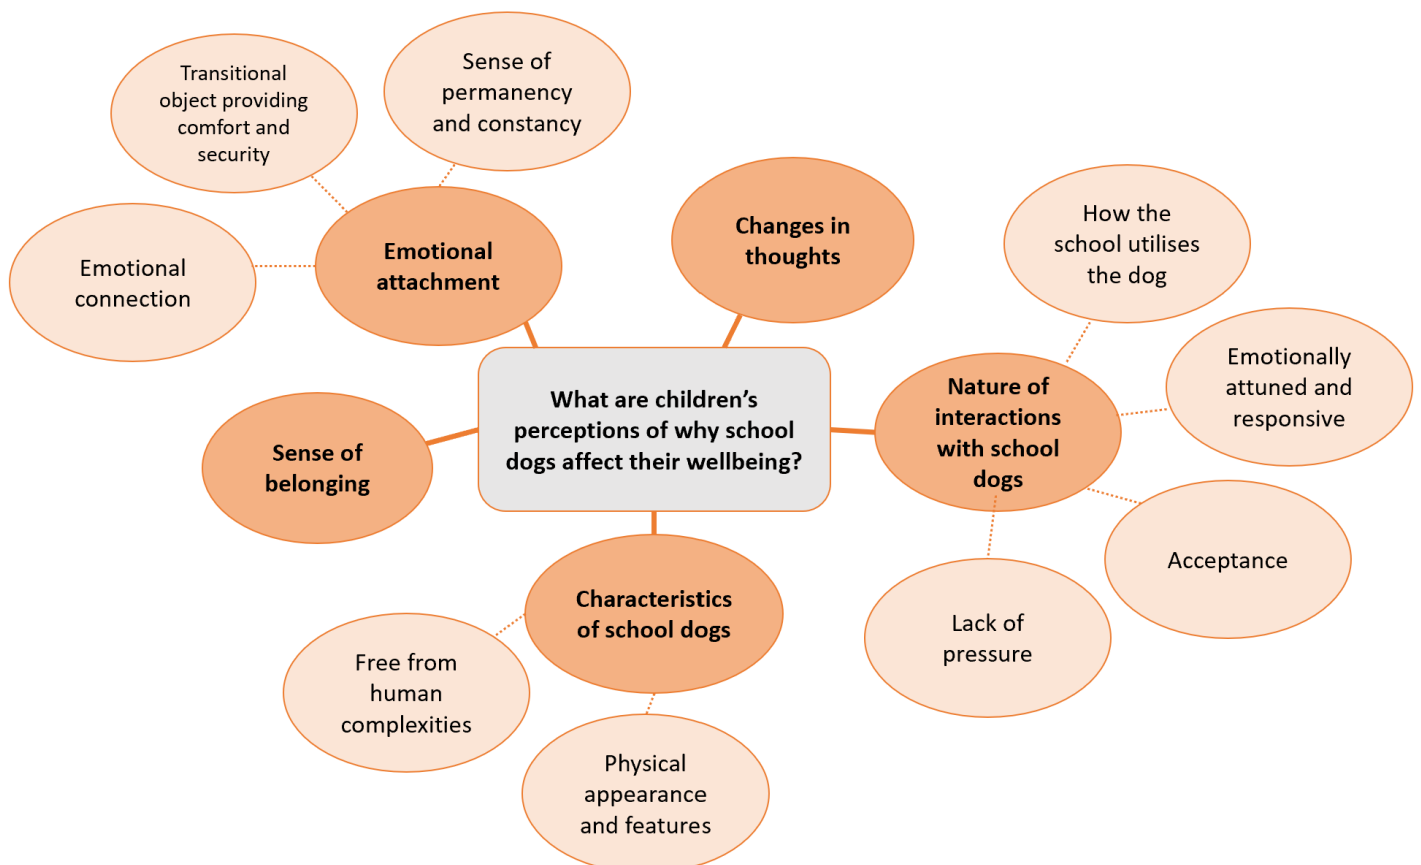 Transitional
object providing
comfort and
security
Sense of
permanency
and constancy
Emotional
connection
Emotional
attachment
Changes in
thoughts
How the
school utilises
the dog
Emotionally
attuned and
responsive
Nature of
interactions
with school
dogs
What are children’s
perceptions of why school
dogs affect their wellbeing?
Sense of
belonging
Acceptance
Lack of
pressure
Characteristics
of school dogs
Free from
human
complexities
Physical
appearance
and features